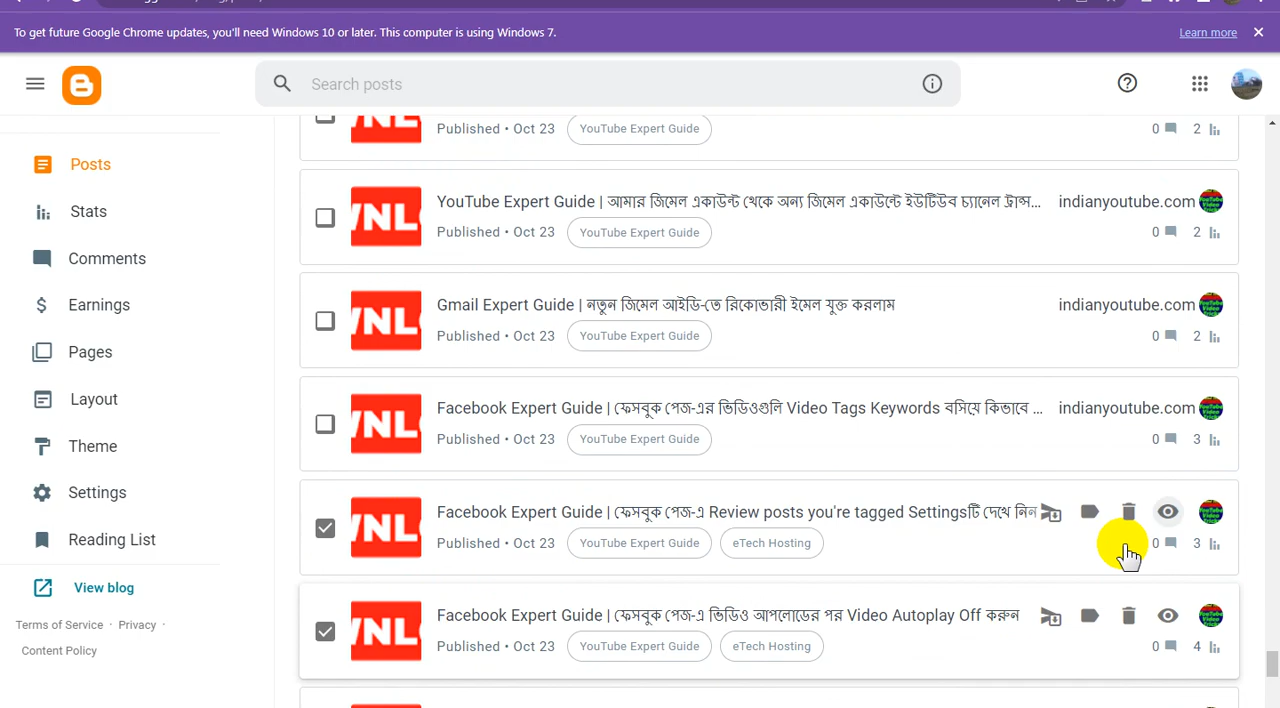 To get future Google Chrome updates, you'll need Windows 10 or later. This computer is using Windows 7.
Learn more
Search posts
Posts
Stats
Comments
Earnings
Pages
Layout
Theme
Settings
Reading List
View blog
Terms of Service · Privacy ·
Content Policy
Published • Oct 23 YouTube Expert Guide 0 2
YouTube Expert Guide | আমার জিমেল একাউন্ট থেকে অন্য জিমেল একাউন্টে ইউটিউব চ্যানেল ট্রান্স... indianyoutube.com
Published • Oct 23 YouTube Expert Guide 0 2
Gmail Expert Guide | নতুন জিমেল আইডি-তে রিকোভারী ইমেল যুক্ত করলাম indianyoutube.com
Published • Oct 23 YouTube Expert Guide 0 2
Facebook Expert Guide | ফেসবুক পেজ-এর ভিডিওগুলি Video Tags Keywords বসিয়ে কিভাবে ... indianyoutube.com
Published • Oct 23 YouTube Expert Guide 0 3
Facebook Expert Guide | ফেসবুক পেজ-এ Review posts you're tagged Settingsটি দেখে নিন
Published • Oct 23 YouTube Expert Guide eTech Hosting 0 3
Facebook Expert Guide | ফেসবুক পেজ-এ ভিডিও আপলোডের পর Video Autoplay Off করুন
Published • Oct 23 YouTube Expert Guide eTech Hosting 0 4